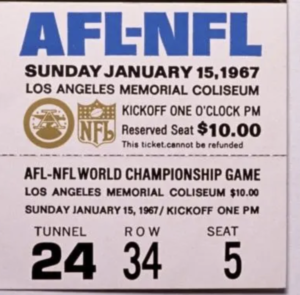 AFL-NFL
SUNDAY JANUARY 15, 1967
LOS ANGELES MEMORIAL COLISEUM
KICKOFF ONE O'CLOCK PM
NFL
Reserved Seat $10.00
This ticket cannot be refunded
AFL-NFL WORLD CHAMPIONSHIP GAME
LOS ANGELES MEMORIAL COLISEUM $10.00
SUNDAY JANUARY 15, 1967/KICKOFF ONE PM
TUNNEL ROW SEAT
24 34 5